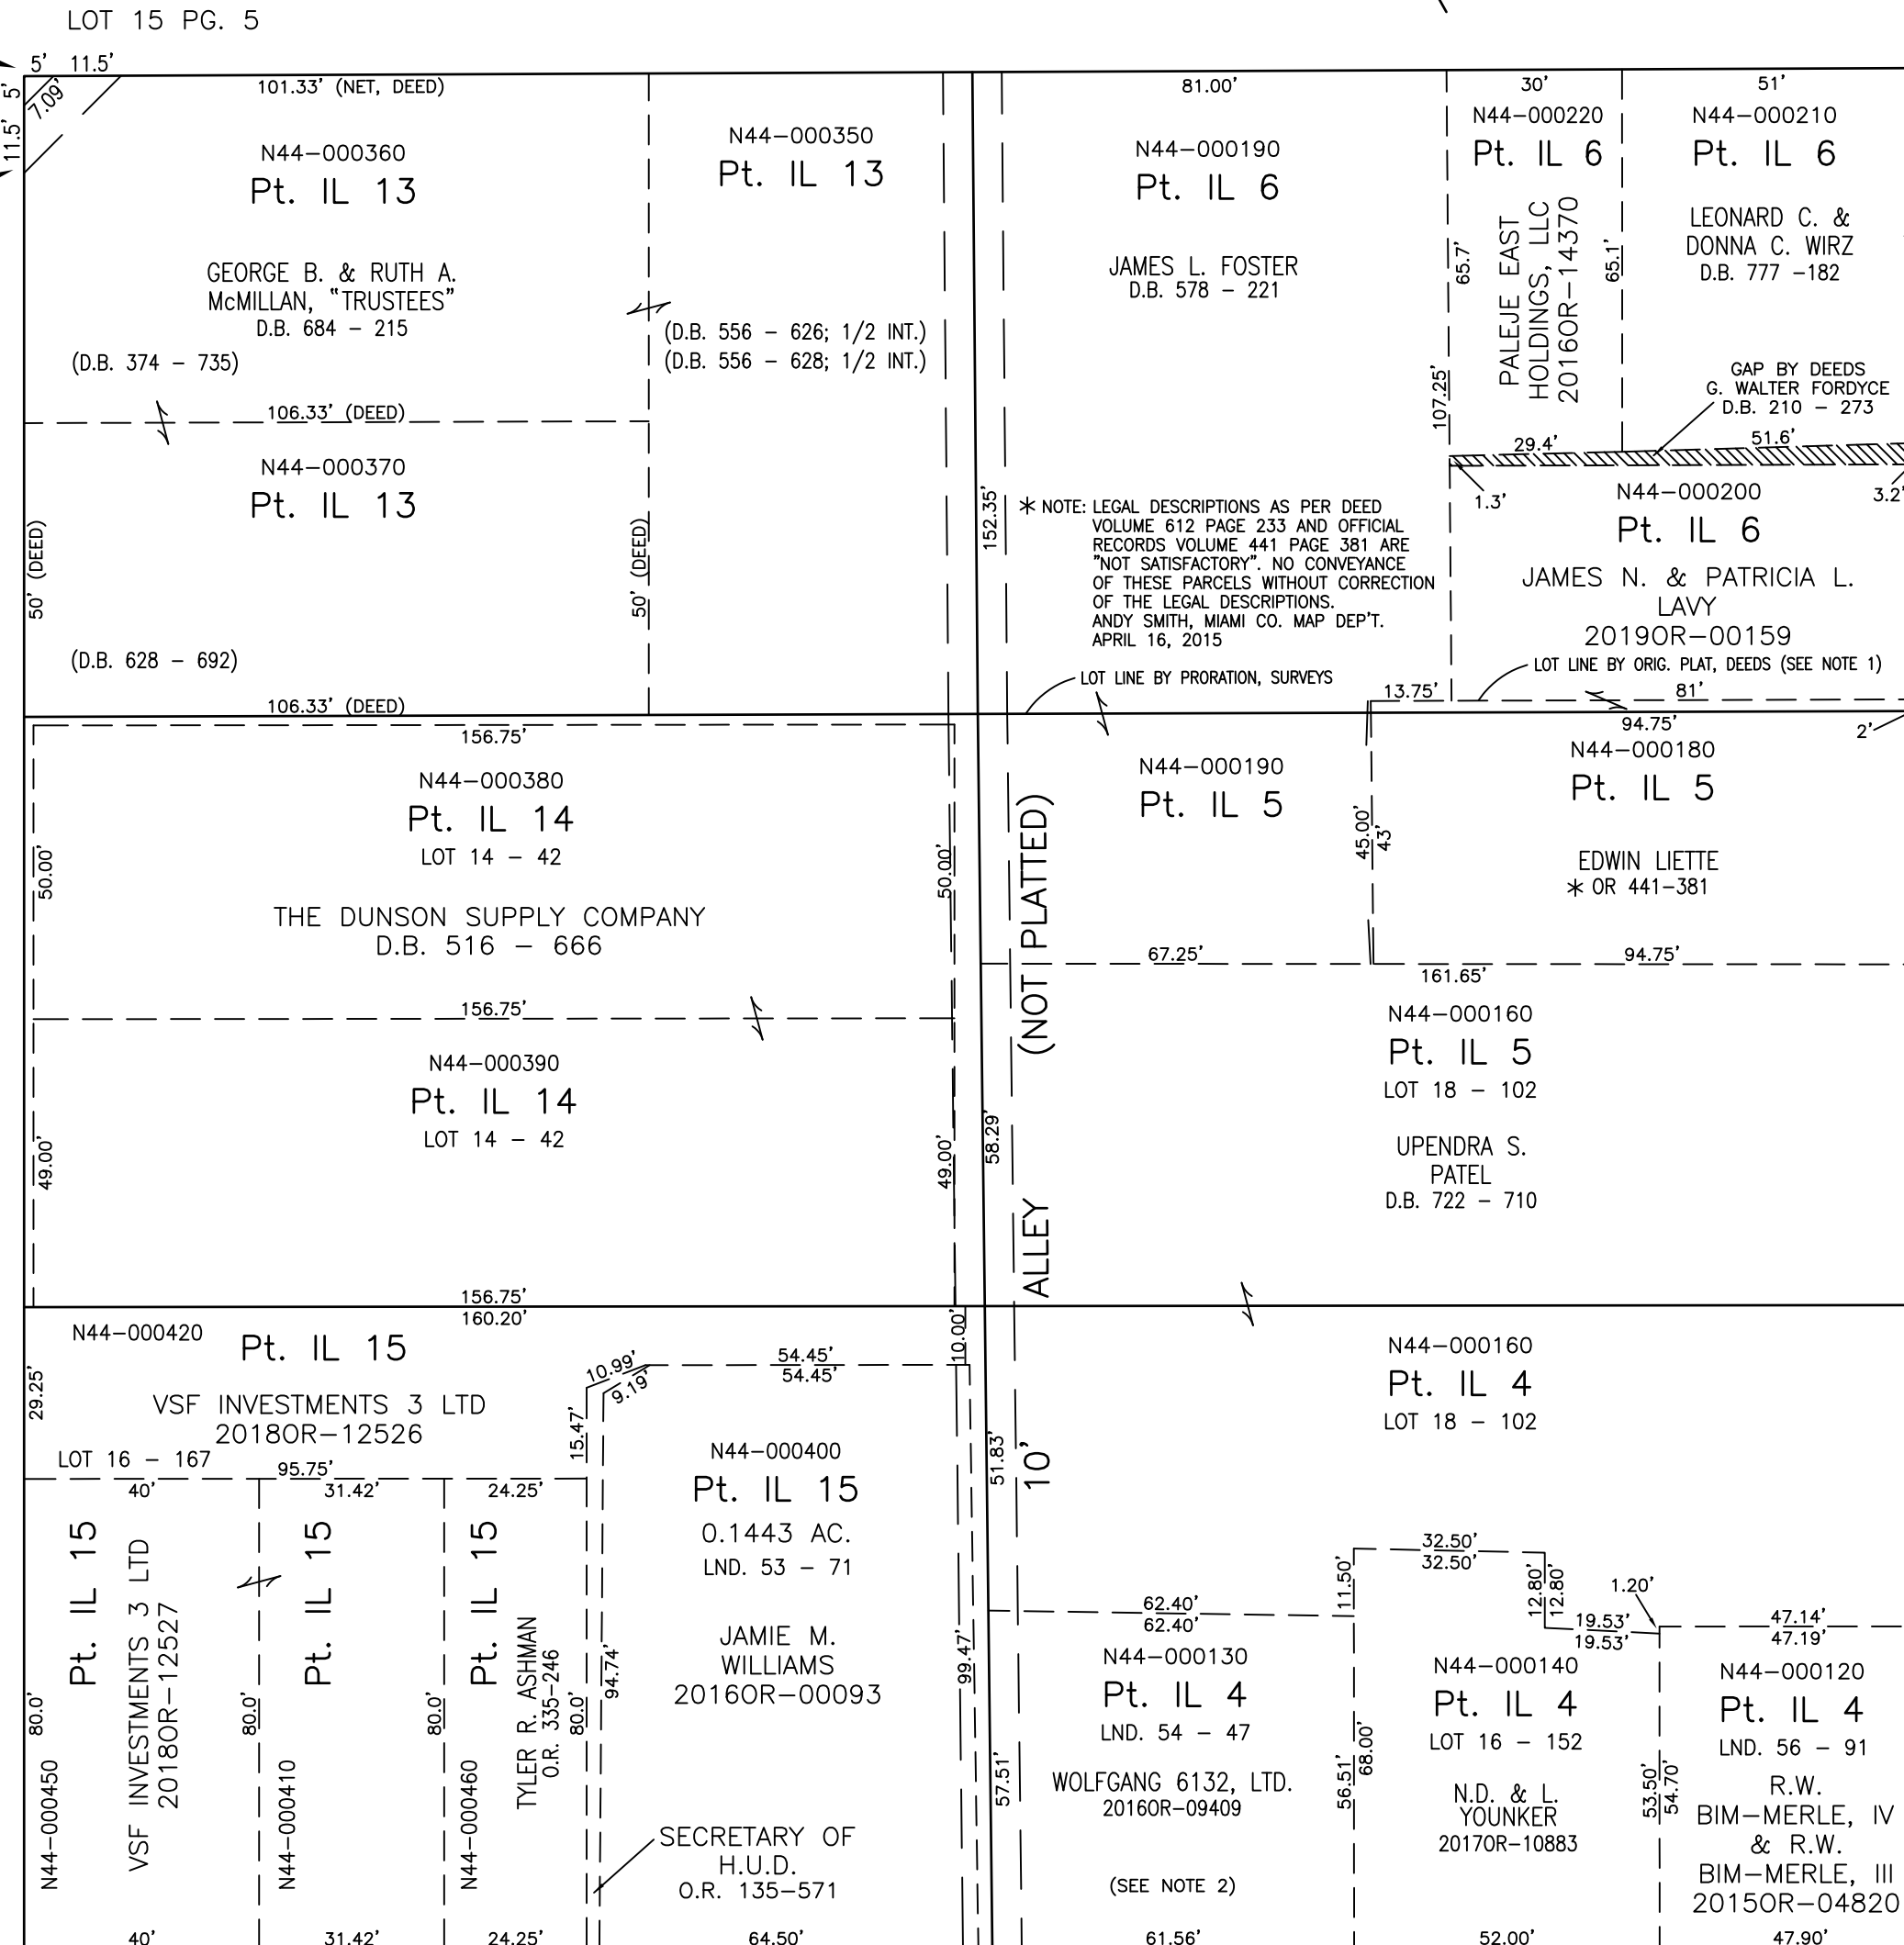 LOT 15 PG. 5
5' 11.5'
5'
11.5'
7.09'
101.33' (NET, DEED)
N44-000360
Pt. IL 13
GEORGE B. & RUTH A.
McMILLAN, "TRUSTEES"
D.B. 684 - 215
(D.B. 374 - 735)
106.33' (DEED)
N44-000350
Pt. IL 13
(D.B. 556 - 626; 1/2 INT.)
(D.B. 556 - 628; 1/2 INT.)
N44-000370
Pt. IL 13
50' (DEED)
50' (DEED)
(D.B. 628 - 692)
106.33' (DEED)
81.00'
N44-000190
Pt. IL 6
JAMES L. FOSTER
D.B. 578 - 221
152.35'
30'
N44-000220
Pt. IL 6
PALEJE EAST
HOLDINGS, LLC
2016OR-14370
65.7'
65.1'
107.25'
29.4'
51'
N44-000210
Pt. IL 6
LEONARD C. &
DONNA C. WIRZ
D.B. 777 -182
GAP BY DEEDS
G. WALTER FORDYCE
D.B. 210 - 273
51.6'
1.3'
3.2'
* NOTE: LEGAL DESCRIPTIONS AS PER DEED
VOLUME 612 PAGE 233 AND OFFICIAL
RECORDS VOLUME 441 PAGE 381 ARE
"NOT SATISFACTORY". NO CONVEYANCE
OF THESE PARCELS WITHOUT CORRECTION
OF THE LEGAL DESCRIPTIONS.
ANDY SMITH, MIAMI CO. MAP DEP'T.
APRIL 16, 2015
LOT LINE BY PRORATION, SURVEYS
N44-000200
Pt. IL 6
JAMES N. & PATRICIA L.
LAVY
2019OR-00159
LOT LINE BY ORIG. PLAT, DEEDS (SEE NOTE 1)
13.75'
81'
94.75'
2'
156.75'
N44-000380
Pt. IL 14
LOT 14 - 42
50.00'
50.00'
THE DUNSON SUPPLY COMPANY
D.B. 516 - 666
156.75'
N44-000390
Pt. IL 14
LOT 14 - 42
49.00'
49.00'
156.75'
N44-000190
Pt. IL 5
45.00'
43'
67.25'
N44-000180
Pt. IL 5
EDWIN LIETTE
* OR 441-381
94.75'
161.65'
N44-000160
Pt. IL 5
LOT 18 - 102
UPENDRA S.
PATEL
D.B. 722 - 710
58.29'
10' ALLEY (NOT PLATTED)
160.20'
N44-000420
Pt. IL 15
VSF INVESTMENTS 3 LTD
2018OR-12526
LOT 16 - 167
29.25'
95.75'
10.99'
9.19'
15.47'
54.45'
54.45'
10.00'
N44-000400
Pt. IL 15
0.1443 AC.
LND. 53 - 71
JAMIE M.
WILLIAMS
2016OR-00093
51.83'
N44-000160
Pt. IL 4
LOT 18 - 102
40'
31.42'
24.25'
Pt. IL 15
VSF INVESTMENTS 3 LTD
2018OR-12527
80.0'
N44-000450
80.0'
Pt. IL 15
N44-000410
80.0'
Pt. IL 15
N44-000460
TYLER R. ASHMAN
O.R. 335-246
80.0'
94.74'
99.47'
57.51'
SECRETARY OF
H.U.D.
O.R. 135-571
40'
31.42'
24.25'
64.50'
62.40'
62.40'
N44-000130
Pt. IL 4
LND. 54 - 47
WOLFGANG 6132, LTD.
2016OR-09409
(SEE NOTE 2)
61.56'
11.50'
32.50'
32.50'
12.80'
12.80'
1.20'
19.53'
19.53'
56.51'
68.00'
N44-000140
Pt. IL 4
LOT 16 - 152
N.D. & L.
YOUNKER
2017OR-10883
52.00'
47.14'
47.19'
53.50'
54.70'
N44-000120
Pt. IL 4
LND. 56 - 91
R.W.
BIM-MERLE, IV
& R.W.
BIM-MERLE, III
2015OR-04820
47.90'